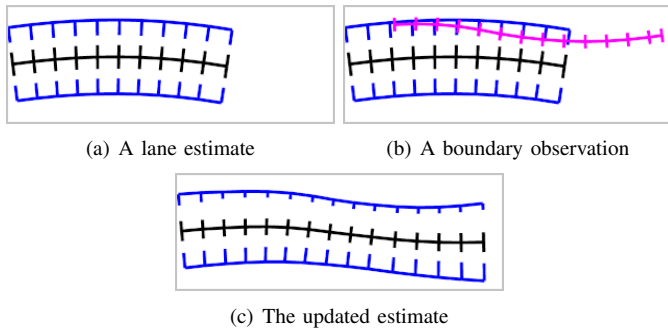 (a) A lane estimate
(b) A boundary observation
(c) The updated estimate